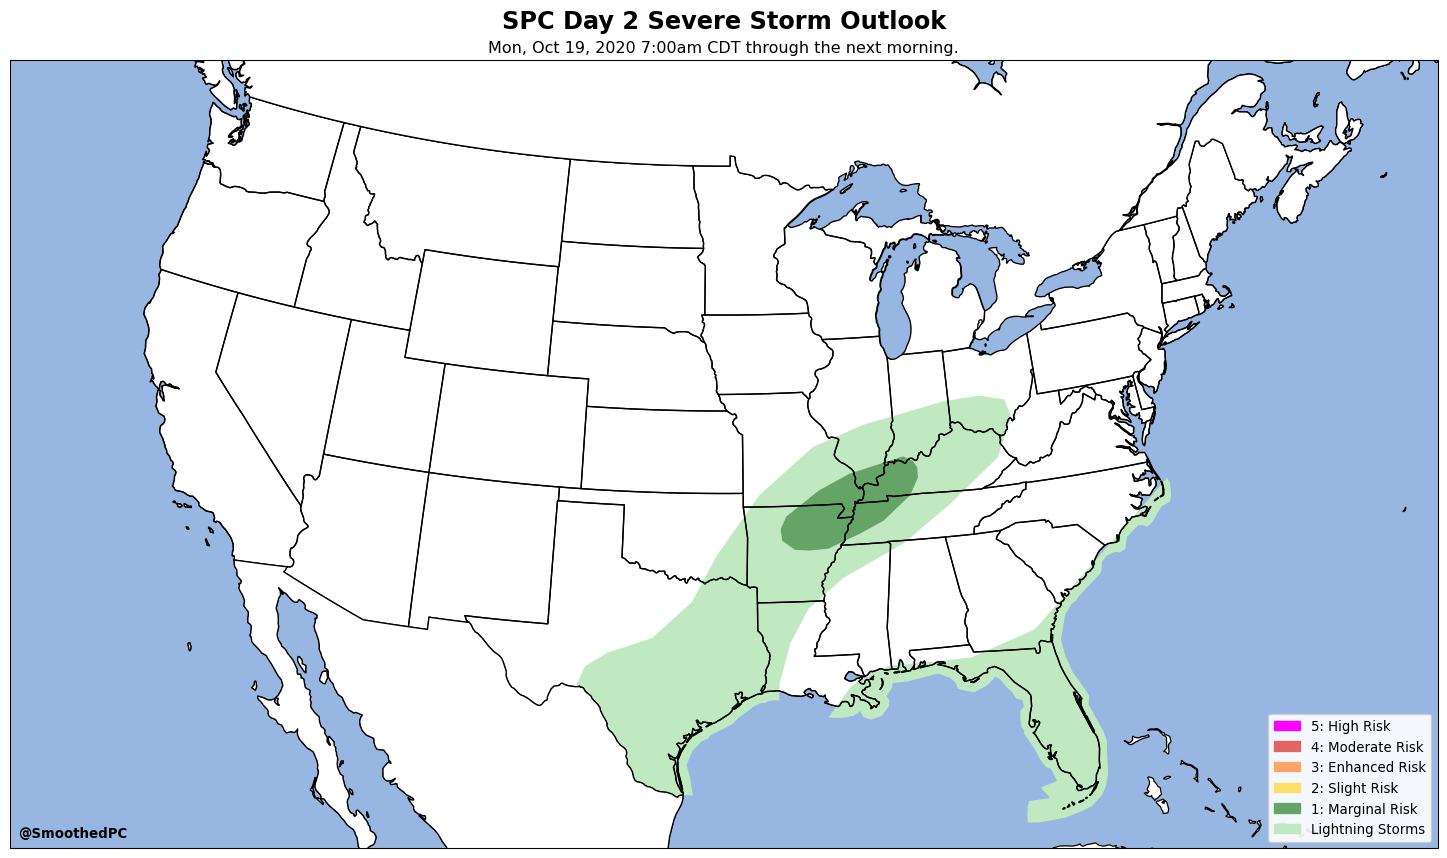 SPC Day 2 Severe Storm Outlook
Mon, Oct 19, 2020 7:00am CDT through the next morning.
5: High Risk
4: Moderate Risk
3: Enhanced Risk
2: Slight Risk
1: Marginal Risk
Lightning Storms
@SmoothedPC